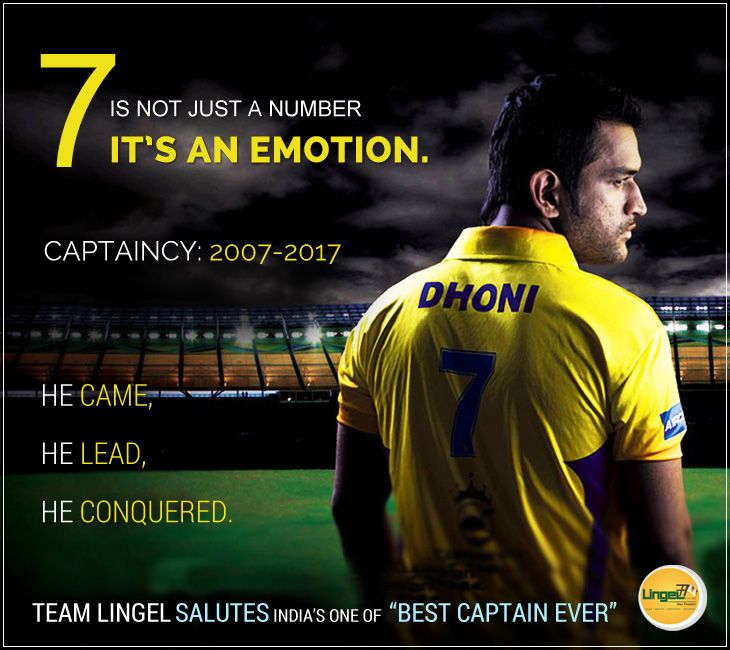 7 IS NOT JUST A NUMBER
IT'S AN EMOTION.
CAPTAINCY: 2007-2017
DHONI
7
HE CAME,
HE LEAD,
HE CONQUERED.
TEAM LINGEL SALUTES INDIA'S ONE OF "BEST CAPTAIN EVER"
Lingel